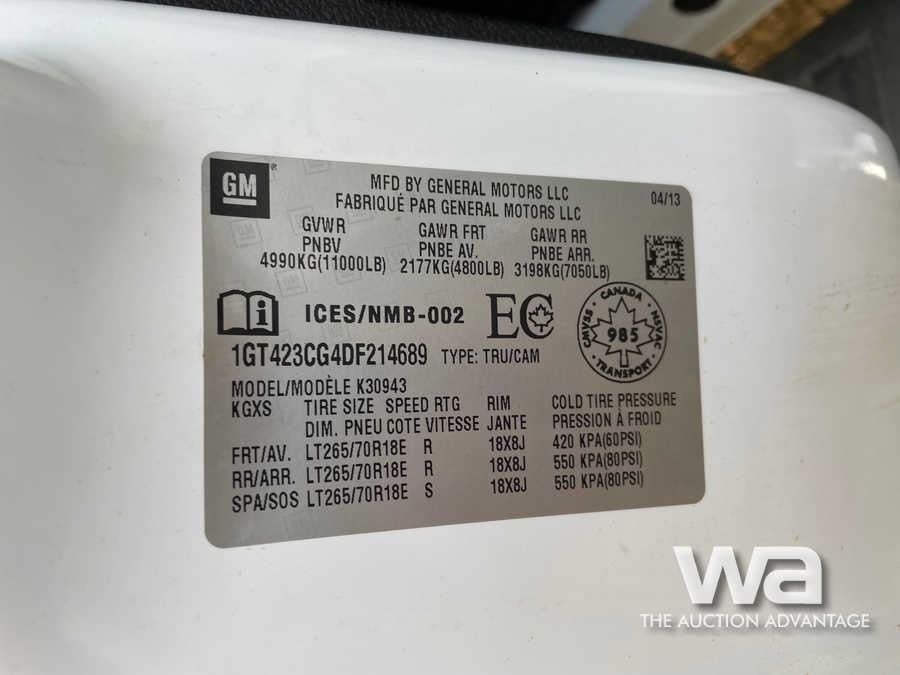 GM
®
MFD BY GENERAL MOTORS LLC
FABRIQUÉ PAR GENERAL MOTORS LLC
04/13
GVWR GAWR FRT GAWR RR
PNBV PNBE AV. PNBE ARR.
4990KG(11000LB) 2177KG(4800LB) 3198KG(7050LB)
i ICES/NMB-002 EC
CANADA
CMVSS 985 NSVAC
TRANSPORT
1GT423CG4DF214689 TYPE: TRU/CAM
MODEL/MODÈLE K30943
KGXS TIRE SIZE SPEED RTG RIM COLD TIRE PRESSURE
DIM. PNEU COTE VITESSE JANTE PRESSION À FROID
FRT/AV. LT265/70R18E R 18X8J 420 KPA(60PSI)
RR/ARR. LT265/70R18E R 18X8J 550 KPA(80PSI)
SPA/SOS LT265/70R18E S 18X8J 550 KPA(80PSI)
wa
THE AUCTION ADVANTAGE